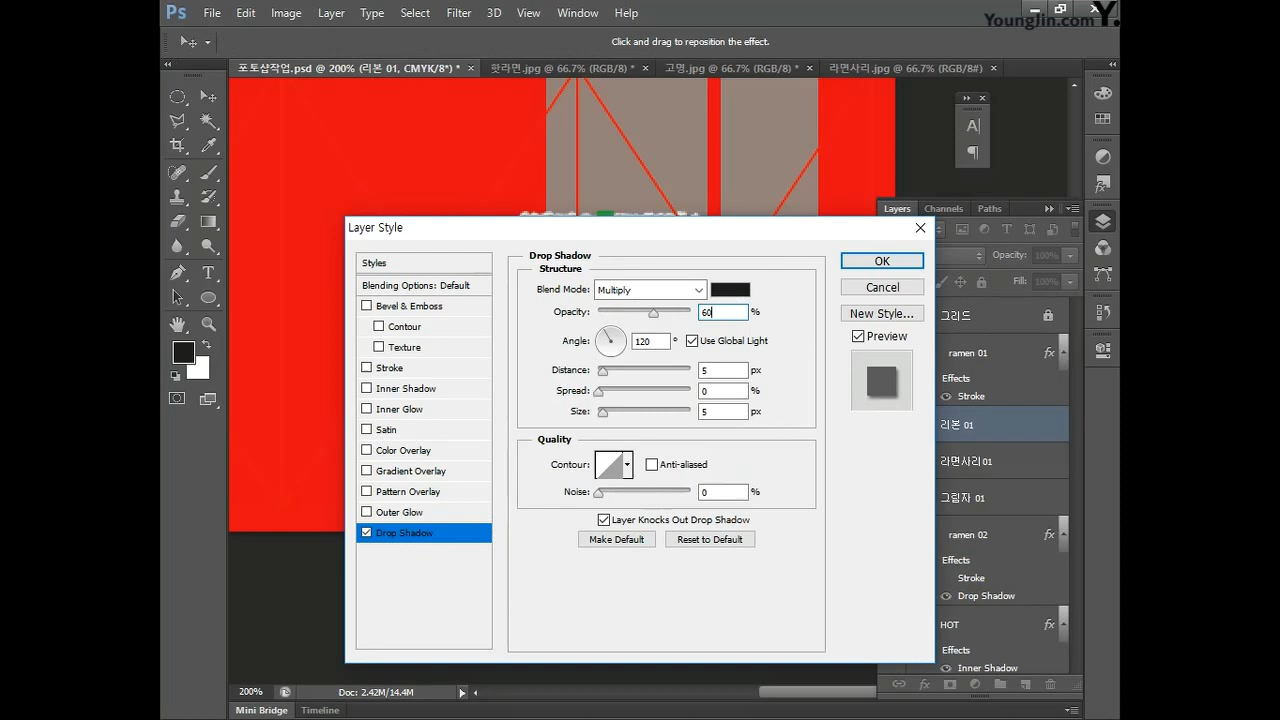 Ps File Edit Image Layer Type Select Filter 3D View Window Help
YoungJin.com Y.
Click and drag to reposition the effect.
포토샵작업.psd @ 200% (리본 01, CMYK/8*) * × 핫라면.jpg @ 66.7% (RGB/8) * × 고명.jpg @ 66.7% (RGB/8) * × 라면사리.jpg @ 66.7% (RGB/8#) ×
Layer Style
Styles
Blending Options: Default
Bevel & Emboss
Contour
Texture
Stroke
Inner Shadow
Inner Glow
Satin
Color Overlay
Gradient Overlay
Pattern Overlay
Outer Glow
Drop Shadow
Drop Shadow
Structure
Blend Mode: Multiply
Opacity: 60 %
Angle: 120 ° Use Global Light
Distance: 5 px
Spread: 0 %
Size: 5 px
Quality
Contour: Anti-aliased
Noise: 0 %
Layer Knocks Out Drop Shadow
Make Default Reset to Default
OK
Cancel
New Style...
Preview
Layers Channels Paths
Opacity: 100%
Fill: 100%
그리드
ramen 01 fx
Effects
Stroke
리본 01
라면사리 01
그림자 01
ramen 02 fx
Effects
Stroke
Drop Shadow
HOT fx
Effects
Inner Shadow
200% Doc: 2.42M/14.4M
Mini Bridge Timeline